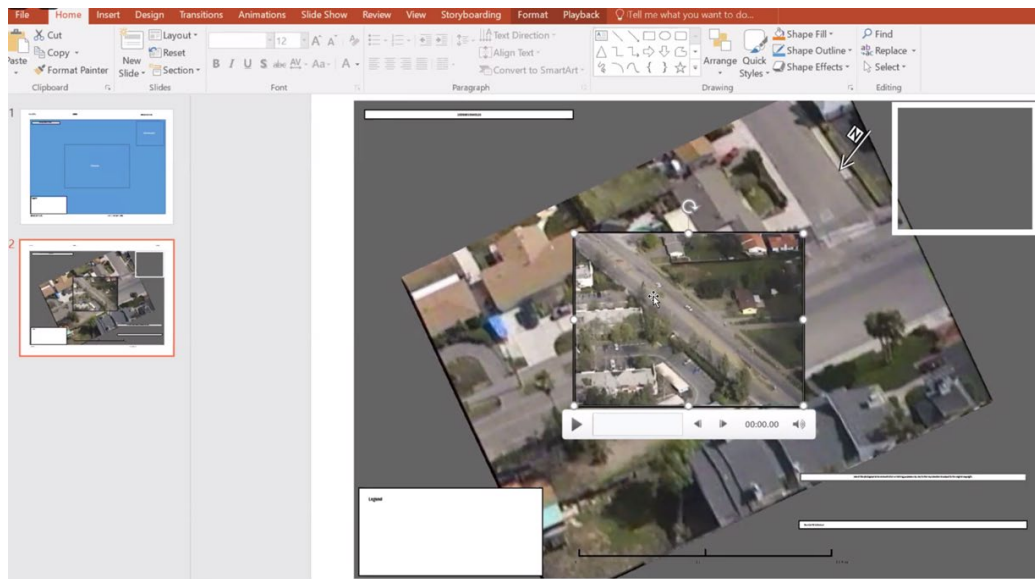 File Home Insert Design Transitions Animations Slide Show Review View Storyboarding Format Playback Tell me what you want to do...
Cut
Copy
Format Painter
Paste
Clipboard
New Slide
Layout
Reset
Section
Slides
12
A A
B I U S abc AV Aa A
Font
Text Direction
Align Text
Convert to SmartArt
Paragraph
Arrange
Quick Styles
Shape Fill
Shape Outline
Shape Effects
Drawing
Find
Replace
Select
Editing
1
2
N
00:00.00
Legend